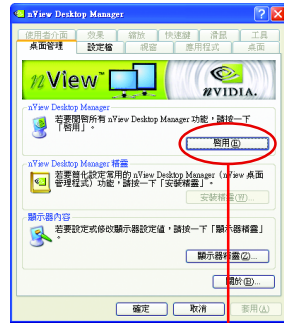 nView Desktop Manager
使用者介面 效果 縮放 快速鍵 滑鼠 工具
桌面管理 設定檔 視窗 應用程式 桌面
nView™
nVIDIA.
nView Desktop Manager
若要開啟所有 nView Desktop Manager 功能，請按一下
「啟用」。
啟用(E)
nView Desktop Manager 精靈
若要簡化設定常用的 nView Desktop Manager（nView 桌面
管理程式）功能，請按一下「安裝精靈」。
安裝精靈(W)...
顯示器內容
若要設定或修改顯示器設定值，請按一下「顯示器精靈」
。
顯示器精靈(Z)...
關於(B)...
確定 取消 套用(A)